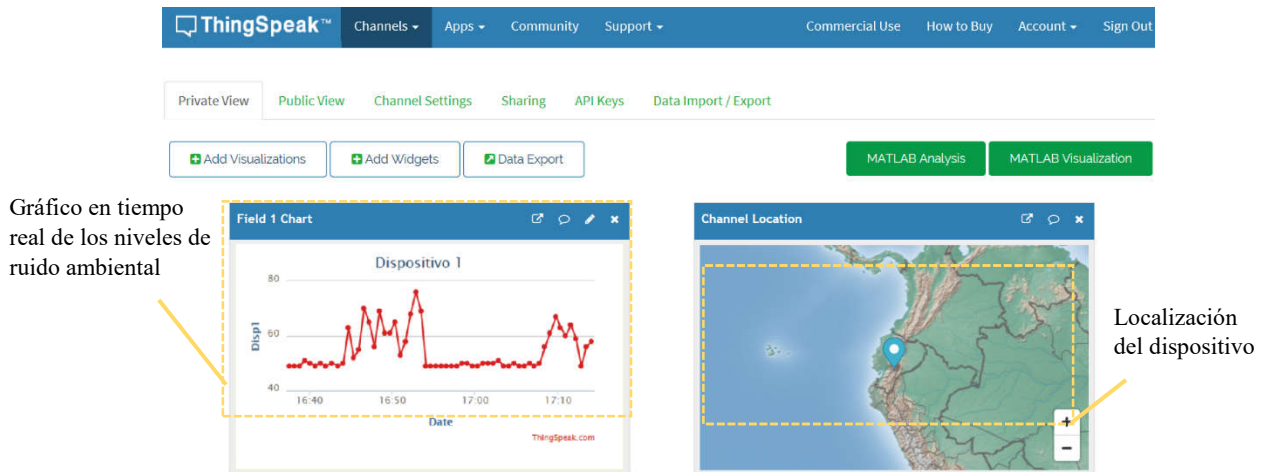 ThingSpeak™ Channels Apps Community Support Commercial Use How to Buy Account Sign Out
Private View Public View Channel Settings Sharing API Keys Data Import / Export
Add Visualizations Add Widgets Data Export MATLAB Analysis MATLAB Visualization
Gráfico en tiempo
real de los niveles de
ruido ambiental
Field 1 Chart
Dispositivo 1
80
60
40
Disp1
16:40 16:50 17:00 17:10
Date
ThingSpeak.com
Channel Location
+
−
Localización
del dispositivo